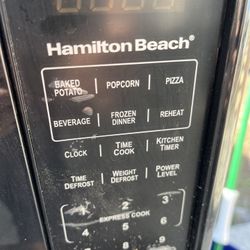 Hamilton Beach®
BAKED POTATO POPCORN PIZZA
BEVERAGE FROZEN DINNER REHEAT
CLOCK TIME COOK KITCHEN TIMER
TIME DEFROST WEIGHT DEFROST POWER LEVEL
2 3
EXPRESS COOK
4 5 6
9